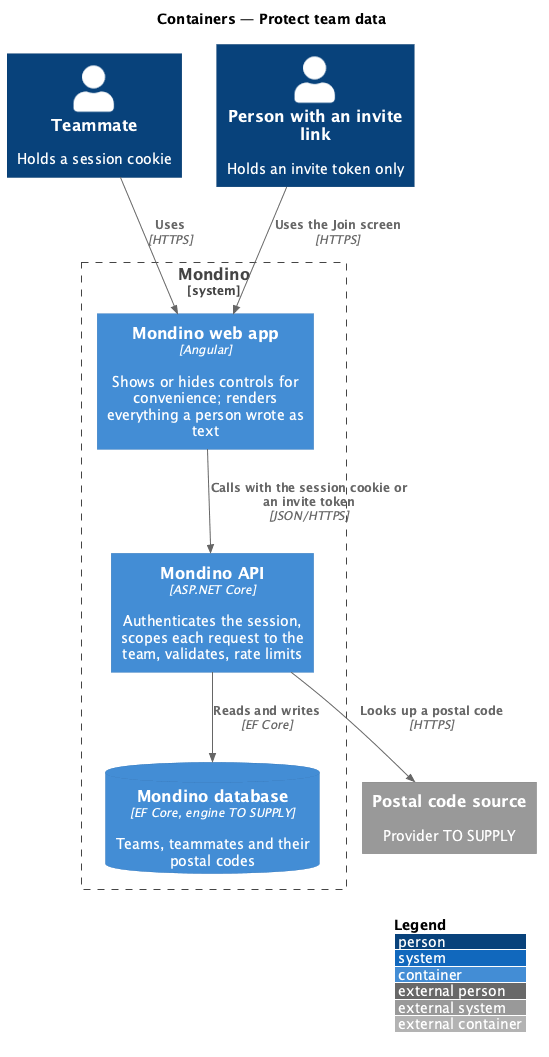 Containers — Protect team data
Teammate
Holds a session cookie
Person with an invite
link
Holds an invite token only
Uses
[HTTPS]
Uses the Join screen
[HTTPS]
Mondino
[system]
Mondino web app
[Angular]
Shows or hides controls for
convenience; renders
everything a person wrote as
text
Calls with the session cookie or
an invite token
[JSON/HTTPS]
Mondino API
[ASP.NET Core]
Authenticates the session,
scopes each request to the
team, validates, rate limits
Reads and writes
[EF Core]
Looks up a postal code
[HTTPS]
Mondino database
[EF Core, engine TO SUPPLY]
Teams, teammates and their
postal codes
Postal code source
Provider TO SUPPLY
Legend
person
system
container
external person
external system
external container